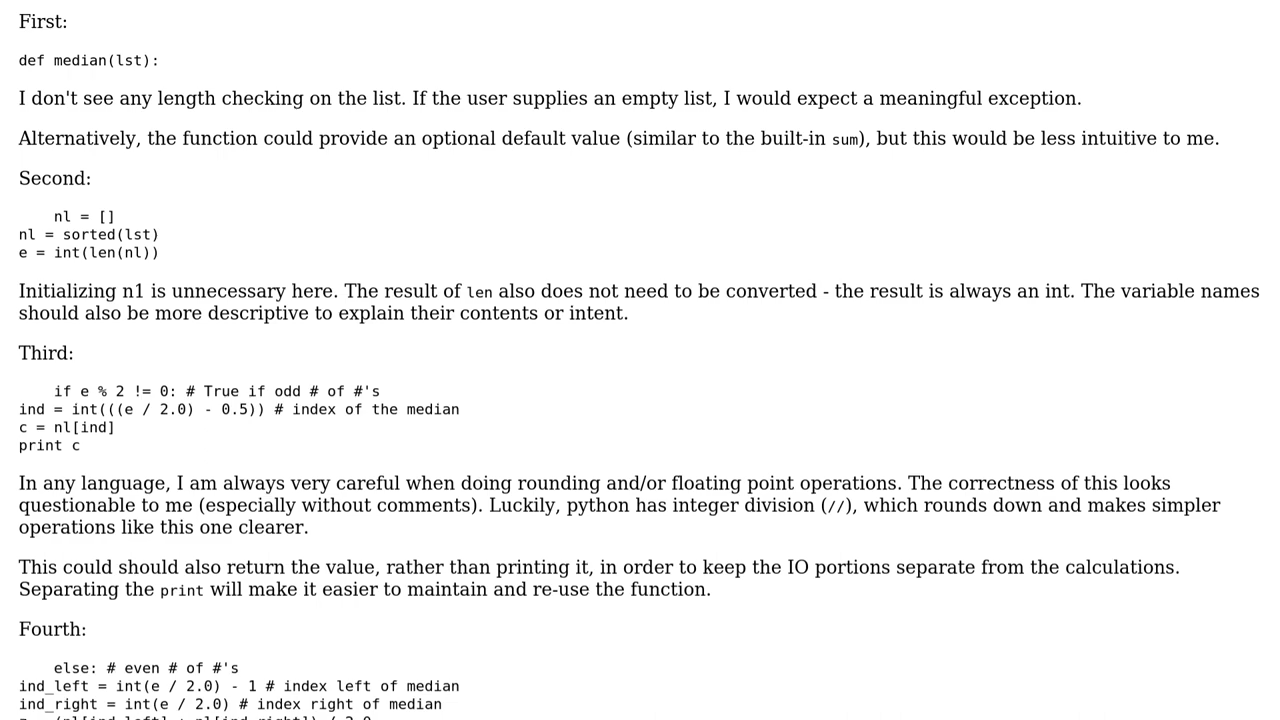 First:
def median(lst):
I don't see any length checking on the list. If the user supplies an empty list, I would expect a meaningful exception.
Alternatively, the function could provide an optional default value (similar to the built-in sum), but this would be less intuitive to me.
Second:
    nl = []
nl = sorted(lst)
e = int(len(nl))
Initializing n1 is unnecessary here. The result of len also does not need to be converted - the result is always an int. The variable names
should also be more descriptive to explain their contents or intent.
Third:
    if e % 2 != 0: # True if odd # of #'s
ind = int(((e / 2.0) - 0.5)) # index of the median
c = nl[ind]
print c
In any language, I am always very careful when doing rounding and/or floating point operations. The correctness of this looks
questionable to me (especially without comments). Luckily, python has integer division (//), which rounds down and makes simpler
operations like this one clearer.
This could should also return the value, rather than printing it, in order to keep the IO portions separate from the calculations.
Separating the print will make it easier to maintain and re-use the function.
Fourth:
    else: # even # of #'s
ind_left = int(e / 2.0) - 1 # index left of median
ind_right = int(e / 2.0) # index right of median